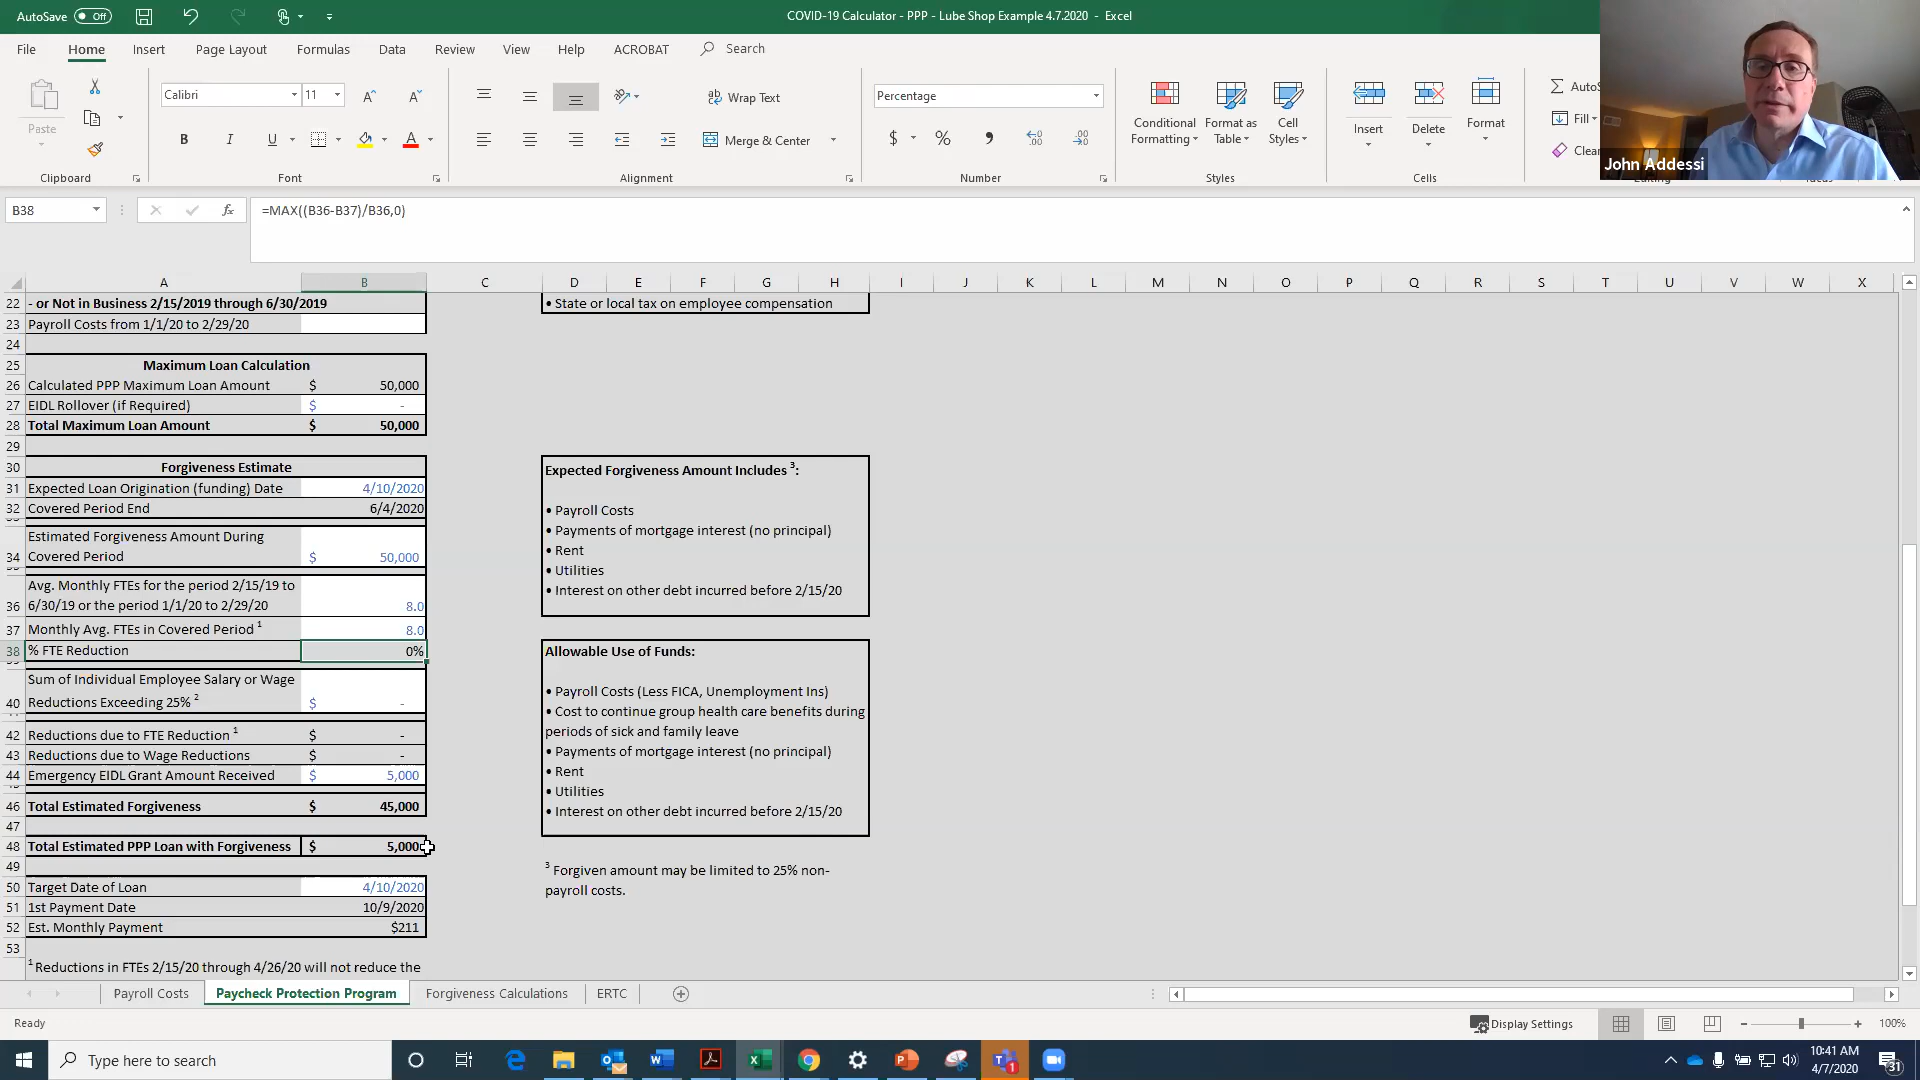 AutoSave Off
COVID-19 Calculator - PPP - Lube Shop Example 4.7.2020 - Excel
File Home Insert Page Layout Formulas Data Review View Help ACROBAT Search
Calibri 11
Percentage
Wrap Text
Merge & Center
Paste
B I U
$ %
Conditional Formatting
Format as Table
Cell Styles
Insert Delete Format
Fill
John Addessi
Clipboard Font Alignment Number Styles Cells
B38 fx =MAX((B36-B37)/B36,0)
A B C D E F G H I J K L M N O P Q R S T U V W X
22 - or Not in Business 2/15/2019 through 6/30/2019
• State or local tax on employee compensation
23 Payroll Costs from 1/1/20 to 2/29/20
24
25 Maximum Loan Calculation
26 Calculated PPP Maximum Loan Amount $ 50,000
27 EIDL Rollover (if Required) $ -
28 Total Maximum Loan Amount $ 50,000
29
30 Forgiveness Estimate
31 Expected Loan Origination (funding) Date 4/10/2020
32 Covered Period End 6/4/2020
Estimated Forgiveness Amount During
34 Covered Period $ 50,000
Avg. Monthly FTEs for the period 2/15/19 to
36 6/30/19 or the period 1/1/20 to 2/29/20 8.0
37 Monthly Avg. FTEs in Covered Period 1 8.0
38 % FTE Reduction 0%
Sum of Individual Employee Salary or Wage
40 Reductions Exceeding 25% 2 $ -
42 Reductions due to FTE Reduction 1 $ -
43 Reductions due to Wage Reductions $ -
44 Emergency EIDL Grant Amount Received $ 5,000
46 Total Estimated Forgiveness $ 45,000
47
48 Total Estimated PPP Loan with Forgiveness $ 5,000
49
50 Target Date of Loan 4/10/2020
51 1st Payment Date 10/9/2020
52 Est. Monthly Payment $211
53
1 Reductions in FTEs 2/15/20 through 4/26/20 will not reduce the
Expected Forgiveness Amount Includes 3:
• Payroll Costs
• Payments of mortgage interest (no principal)
• Rent
• Utilities
• Interest on other debt incurred before 2/15/20
Allowable Use of Funds:
• Payroll Costs (Less FICA, Unemployment Ins)
• Cost to continue group health care benefits during
periods of sick and family leave
• Payments of mortgage interest (no principal)
• Rent
• Utilities
• Interest on other debt incurred before 2/15/20
3 Forgiven amount may be limited to 25% non-
payroll costs.
Payroll Costs Paycheck Protection Program Forgiveness Calculations ERTC
Ready
Display Settings
100%
Type here to search
10:41 AM
4/7/2020
31